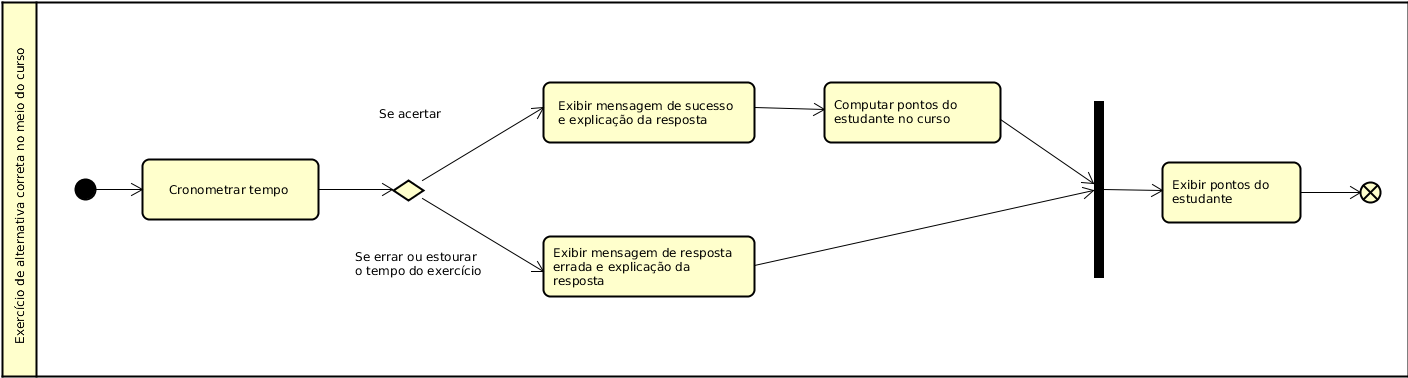 Exercício de alternativa correta no meio do curso
Cronometrar tempo
Se acertar
Se errar ou estourar
o tempo do exercício
Exibir mensagem de sucesso
e explicação da resposta
Computar pontos do
estudante no curso
Exibir mensagem de resposta
errada e explicação da
resposta
Exibir pontos do
estudante